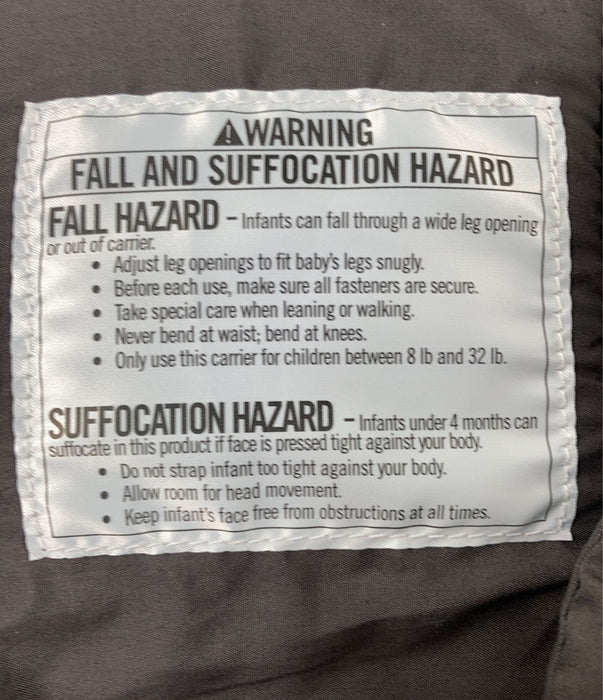 ⚠WARNING
FALL AND SUFFOCATION HAZARD
FALL HAZARD – Infants can fall through a wide leg opening
or out of carrier.
• Adjust leg openings to fit baby's legs snugly.
• Before each use, make sure all fasteners are secure.
• Take special care when leaning or walking.
• Never bend at waist; bend at knees.
• Only use this carrier for children between 8 lb and 32 lb.
SUFFOCATION HAZARD – Infants under 4 months can
suffocate in this product if face is pressed tight against your body.
• Do not strap infant too tight against your body.
• Allow room for head movement.
• Keep infant's face free from obstructions at all times.